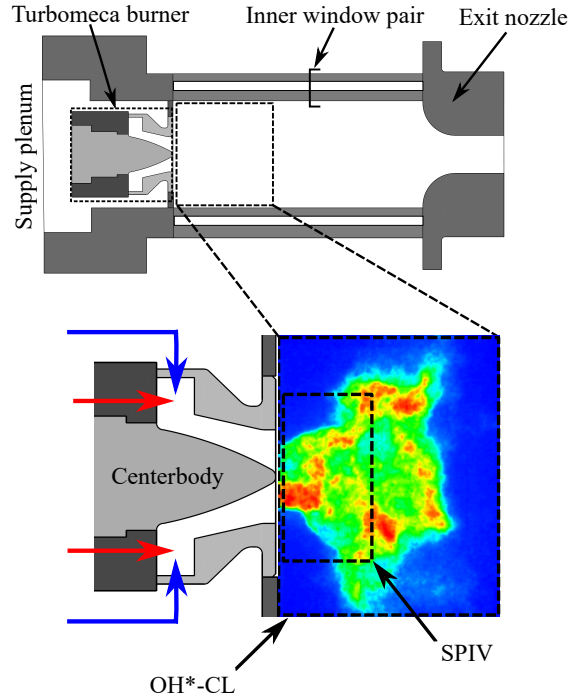 Turbomeca burner
Inner window pair
Exit nozzle
Supply plenum
Centerbody
SPIV
OH*-CL